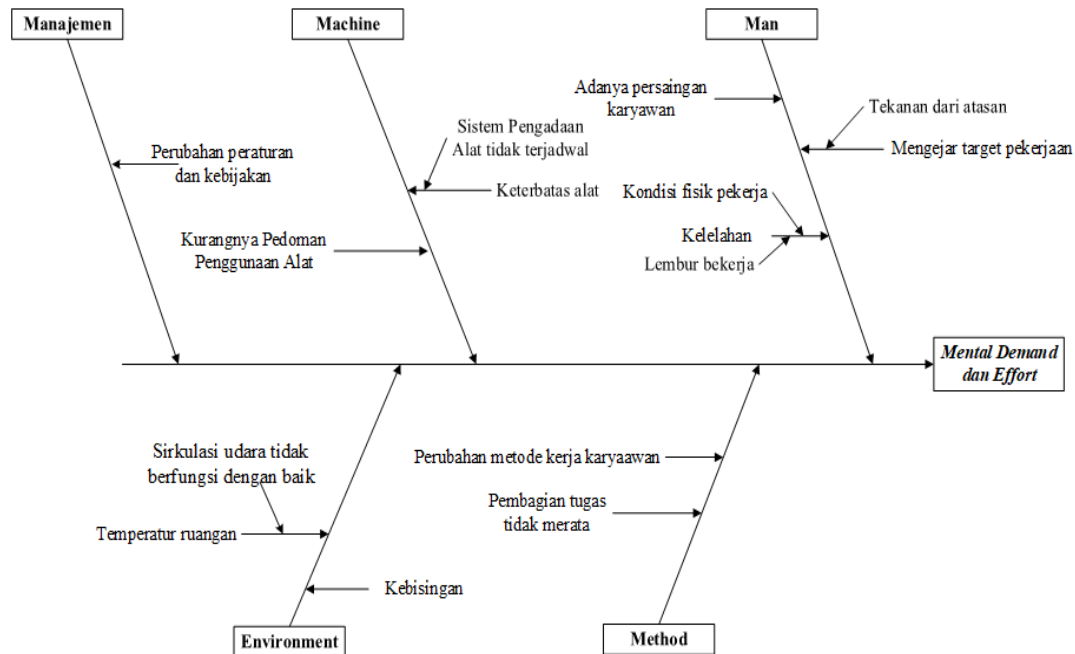 Manajemen
Machine
Man
Adanya persaingan
karyawan
Tekanan dari atasan
Mengejar target pekerjaan
Sistem Pengadaan
Alat tidak terjadwal
Perubahan peraturan
dan kebijakan
Keterbatas alat
Kondisi fisik pekerja
Kelelahan
Lembur bekerja
Kurangnya Pedoman
Penggunaan Alat
Mental Demand
dan Effort
Sirkulasi udara tidak
berfungsi dengan baik
Temperatur ruangan
Kebisingan
Perubahan metode kerja karyaawan
Pembagian tugas
tidak merata
Environment
Method